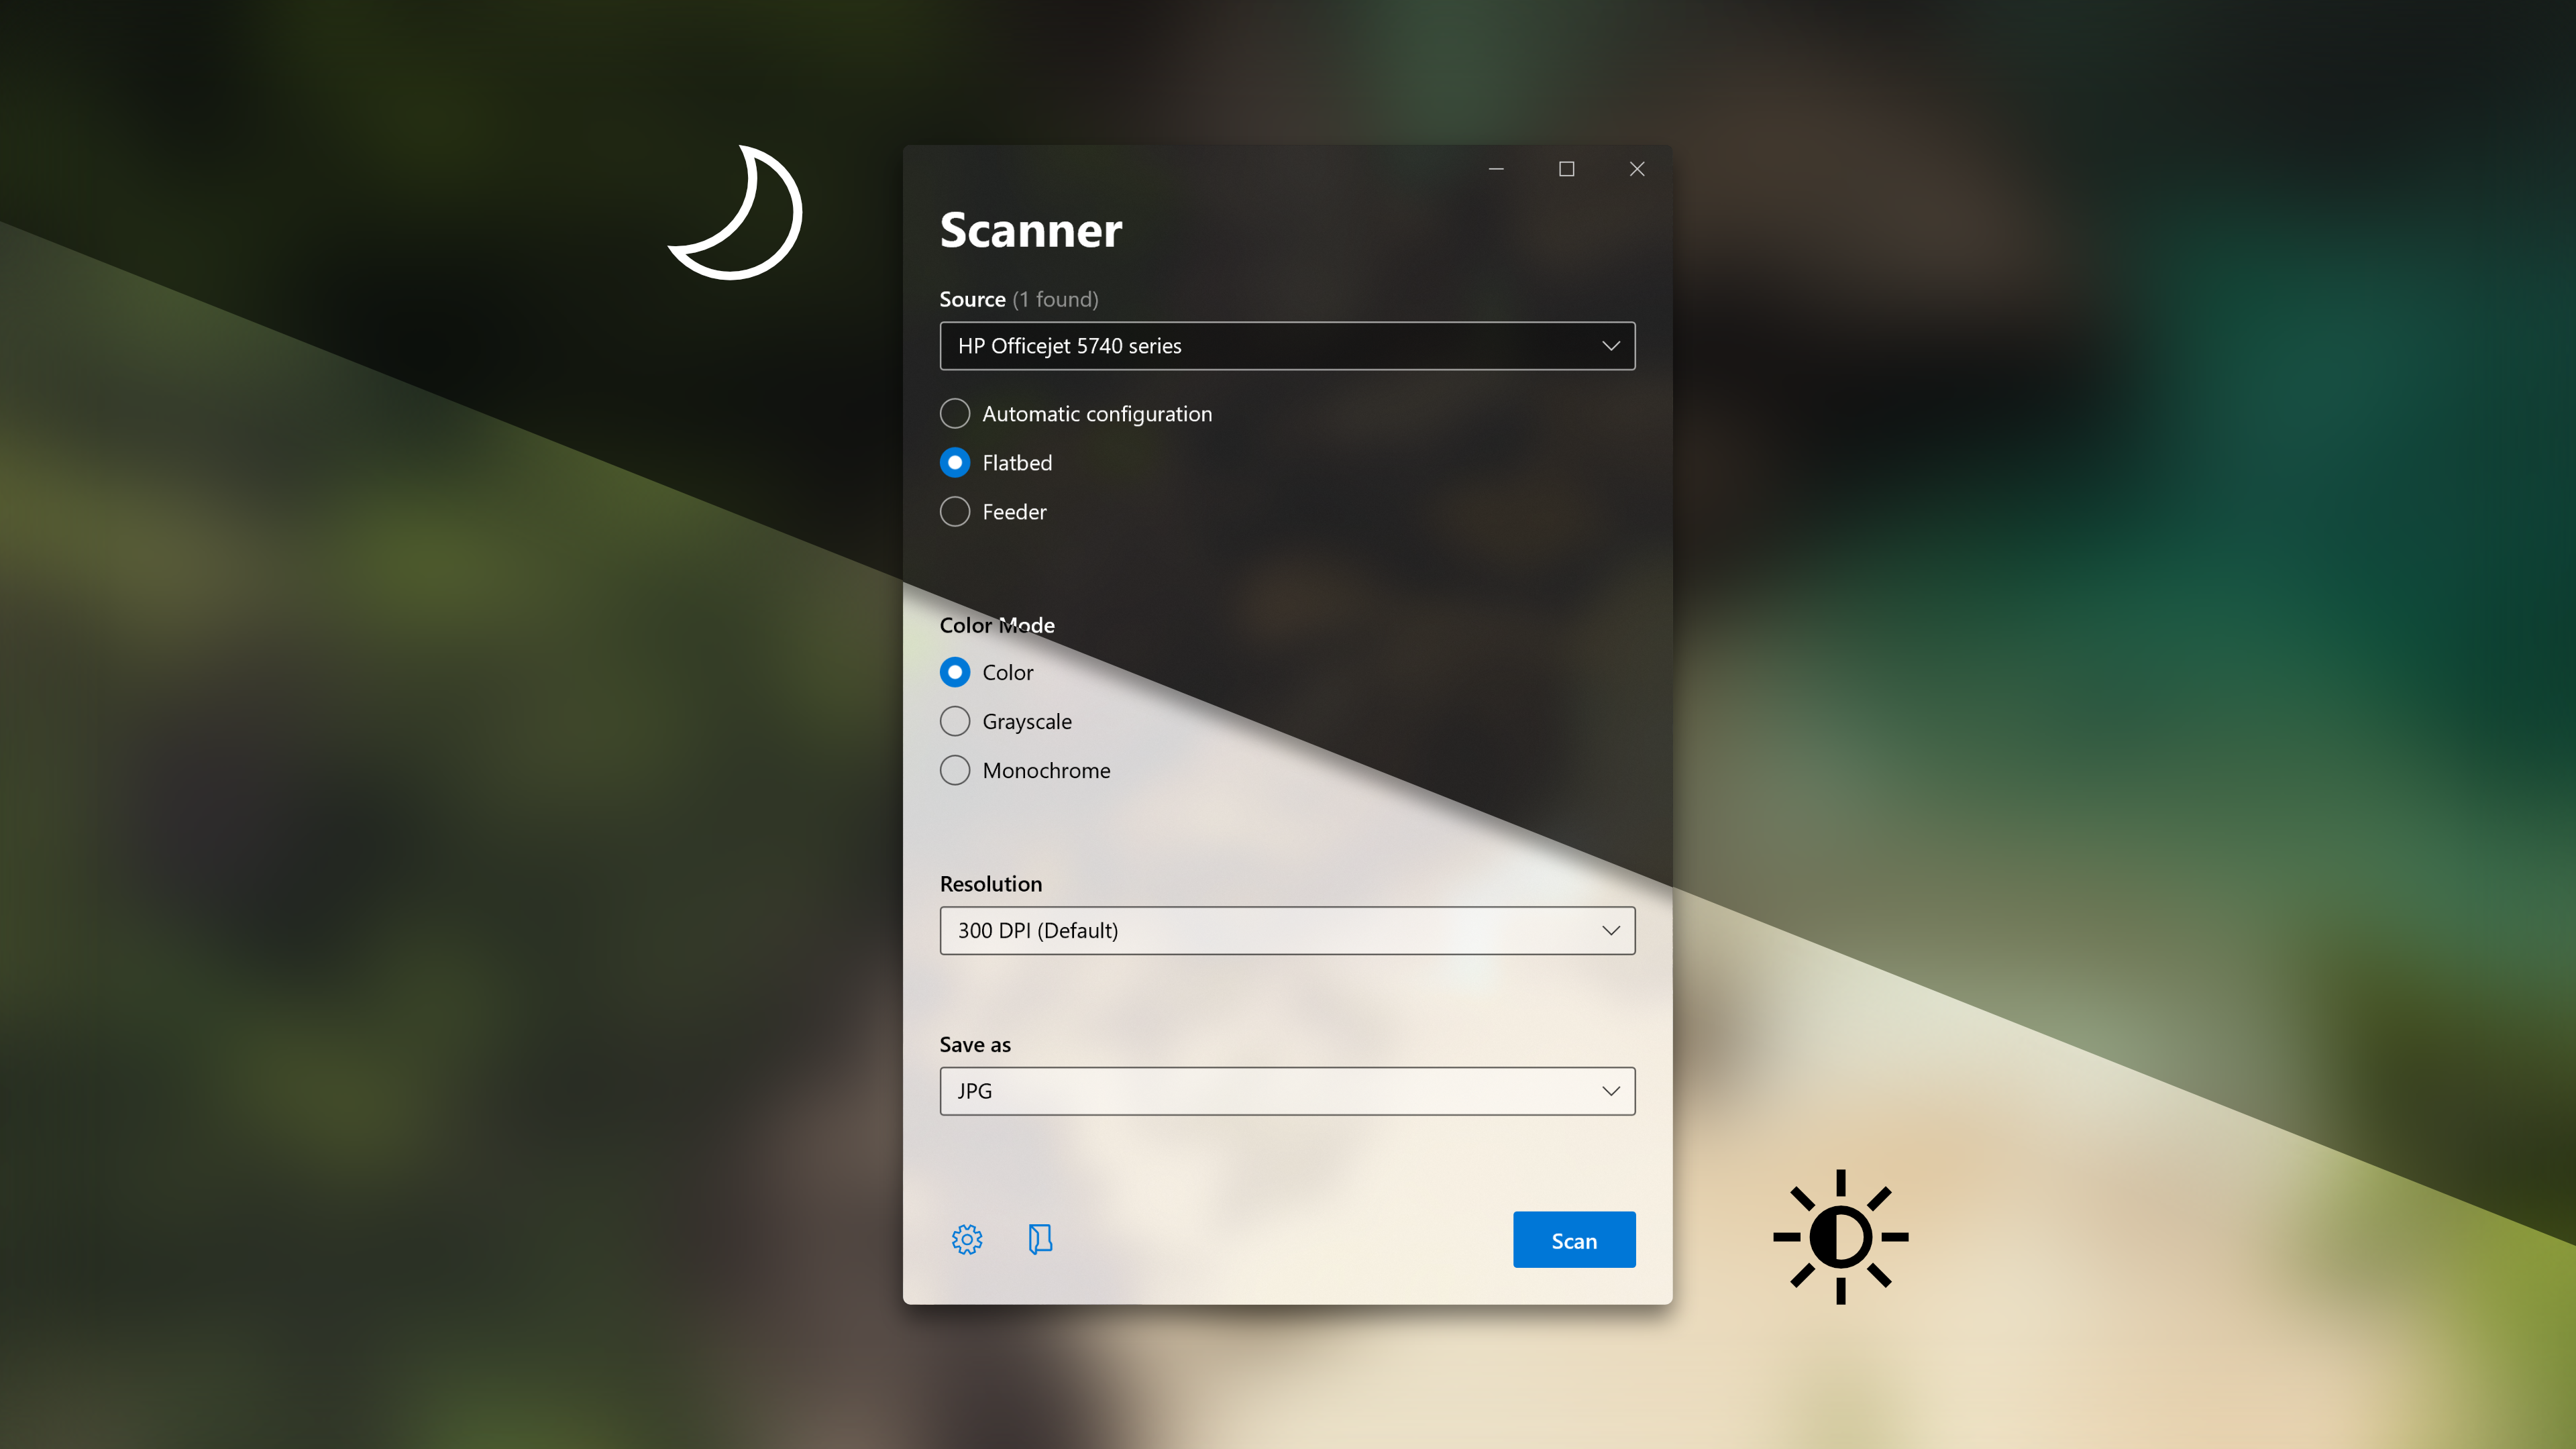 Scanner
Source (1 found)
HP Officejet 5740 series
Automatic configuration
Flatbed
Feeder
Color Mode
Color
Grayscale
Monochrome
Resolution
300 DPI (Default)
Save as
JPG
Scan